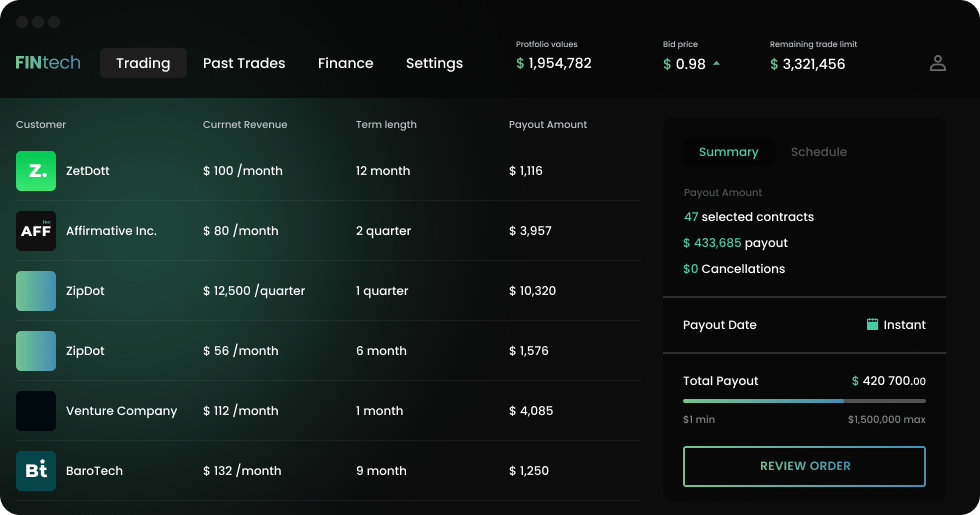 Protfolio values
Bid price
Remaining trade limit
FINtech
Trading
Past Trades
Finance
Settings
$ 1,954,782
$ 0.98
$ 3,321,456
Customer
Currnet Revenue
Term length
Payout Amount
Z.
ZetDott
$ 100 /month
12 month
$ 1,116
Inc
AFF
Affirmative Inc.
$ 80 /month
2 quarter
$ 3,957
ZipDot
$ 12,500 /quarter
1 quarter
$ 10,320
ZipDot
$ 56 /month
6 month
$ 1,576
Venture Company
$ 112 /month
1 month
$ 4,085
Bt
BaroTech
$ 132 /month
9 month
$ 1,250
Summary
Schedule
Payout Amount
47 selected contracts
$ 433,685 payout
$0 Cancellations
Payout Date
Instant
Total Payout
$ 420 700.00
$1 min
$1,500,000 max
REVIEW ORDER